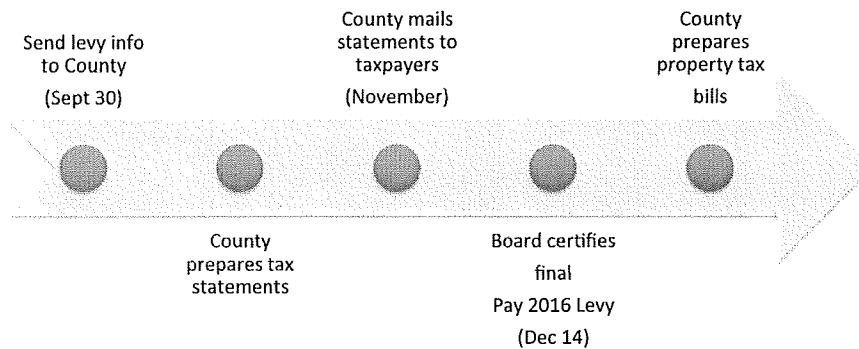 Send levy info
to County
(Sept 30)
County
prepares tax
statements
County mails
statements to
taxpayers
(November)
Board certifies
final
Pay 2016 Levy
(Dec 14)
County
prepares
property tax
bills